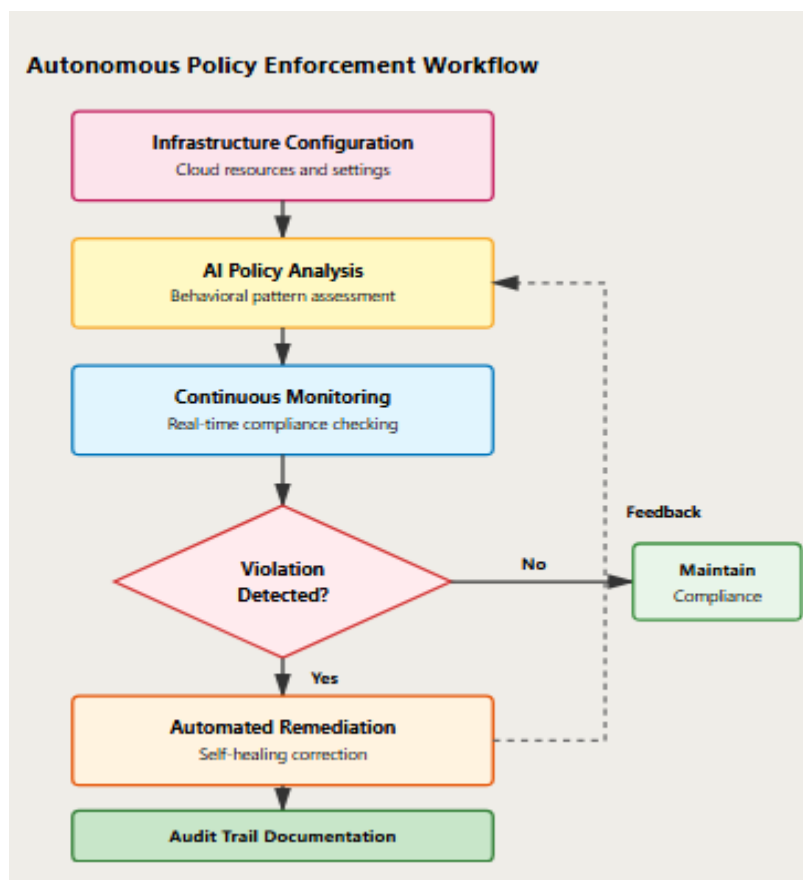 Autonomous Policy Enforcement Workflow
Infrastructure Configuration
Cloud resources and settings
AI Policy Analysis
Behavioral pattern assessment
Continuous Monitoring
Real-time compliance checking
Feedback
Violation
Detected?
No
Maintain
Compliance
Yes
Automated Remediation
Self-healing correction
Audit Trail Documentation